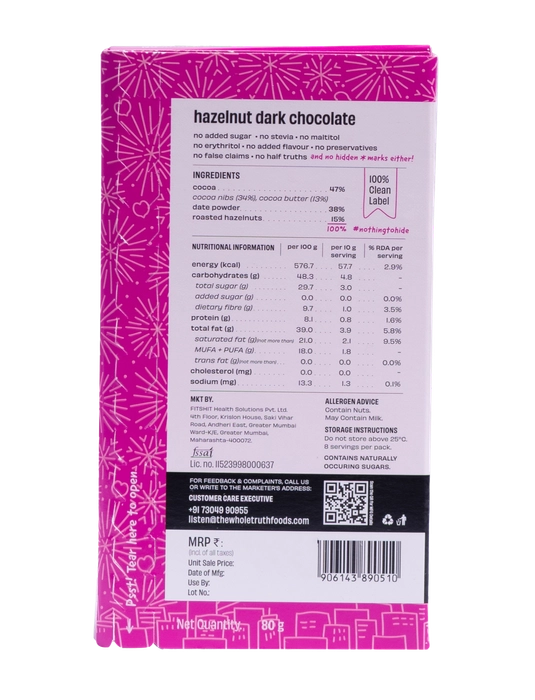 hazelnut dark chocolate
no added sugar • no stevia • no maltitol
no erythritol • no added flavour • no preservatives
no false claims • no half truths and no hidden * marks either!
INGREDIENTS
cocoa 47%
cocoa nibs (34%), cocoa butter (13%)
date powder 38%
roasted hazelnuts 15%
100% #nothingtohide
100%
Clean
Label
NUTRITIONAL INFORMATION per 100 g per 10 g serving % RDA per serving
energy (kcal) 576.7 57.7 2.9%
carbohydrates (g) 48.3 4.8 –
total sugar (g) 29.7 3.0 –
added sugar (g) 0.0 0.0 0.0%
dietary fibre (g) 9.7 1.0 3.5%
protein (g) 8.1 0.8 1.6%
total fat (g) 39.0 3.9 5.8%
saturated fat (g)(not more than) 21.0 2.1 9.5%
MUFA + PUFA (g) 18.0 1.8 –
trans fat (g)(not more than) 0.0 0.0 0.0%
cholesterol (mg) 0.0 0.0 –
sodium (mg) 13.3 1.3 0.1%
MKT BY.
FITSHIT Health Solutions Pvt. Ltd.
4th Floor, Krislon House, Saki Vihar
Road, Andheri East, Greater Mumbai
Ward-K/E, Greater Mumbai,
Maharashta-400072.
fssai
Lic. no. 11523998000637
ALLERGEN ADVICE
Contain Nuts.
May Contain Milk.
STORAGE INSTRUCTIONS
Do not store above 25°C.
8 servings per pack.
CONTAINS NATURALLY
OCCURING SUGARS.
FOR FEEDBACK & COMPLAINTS, CALL US
OR WRITE TO THE MARKETER'S ADDRESS:
CUSTOMER CARE EXECUTIVE
+91 73049 90955
listen@thewholetruthfoods.com
MRP ₹:
(incl. of all taxes)
Unit Sale Price:
Date of Mfg:
Use By:
Lot No.:
906143 890510
Psst! Tear here to open.
Net Quantity: 80 g